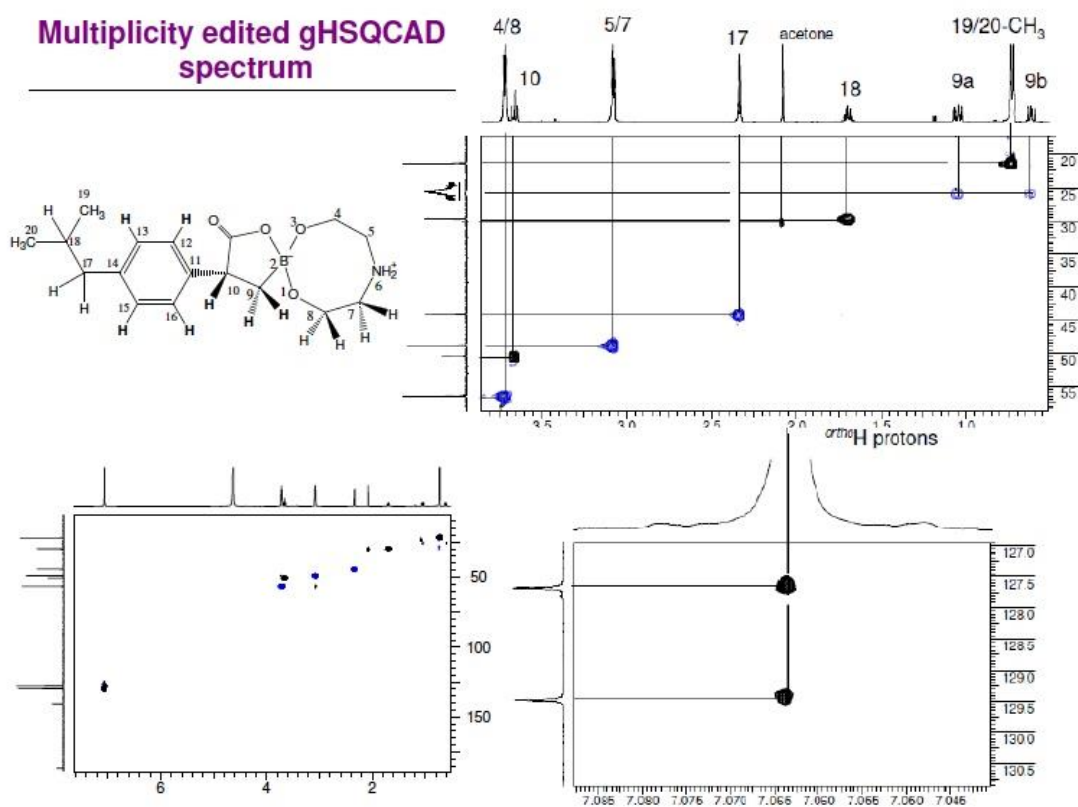 Multiplicity edited gHSQCAD
spectrum
4/8
10
5/7
17
acetone
18
19/20-CH3
9a
9b
20
25
30
35
40
45
50
55
3.5
3.0
2.5
2.0
1.5
1.0
19
CH3
H
20
H3C
18
17
H
H
H
13
H
12
14
11
15
16
H
H
O
O
O
3
4
5
2
B-
NH2+
6
1
O
10
9
H
H
H
8
7
H
H
H
H
orthoH protons
50
100
150
6
4
2
127.0
127.5
128.0
128.5
129.0
129.5
130.0
130.5
7.085
7.080
7.075
7.070
7.065
7.060
7.055
7.050
7.045